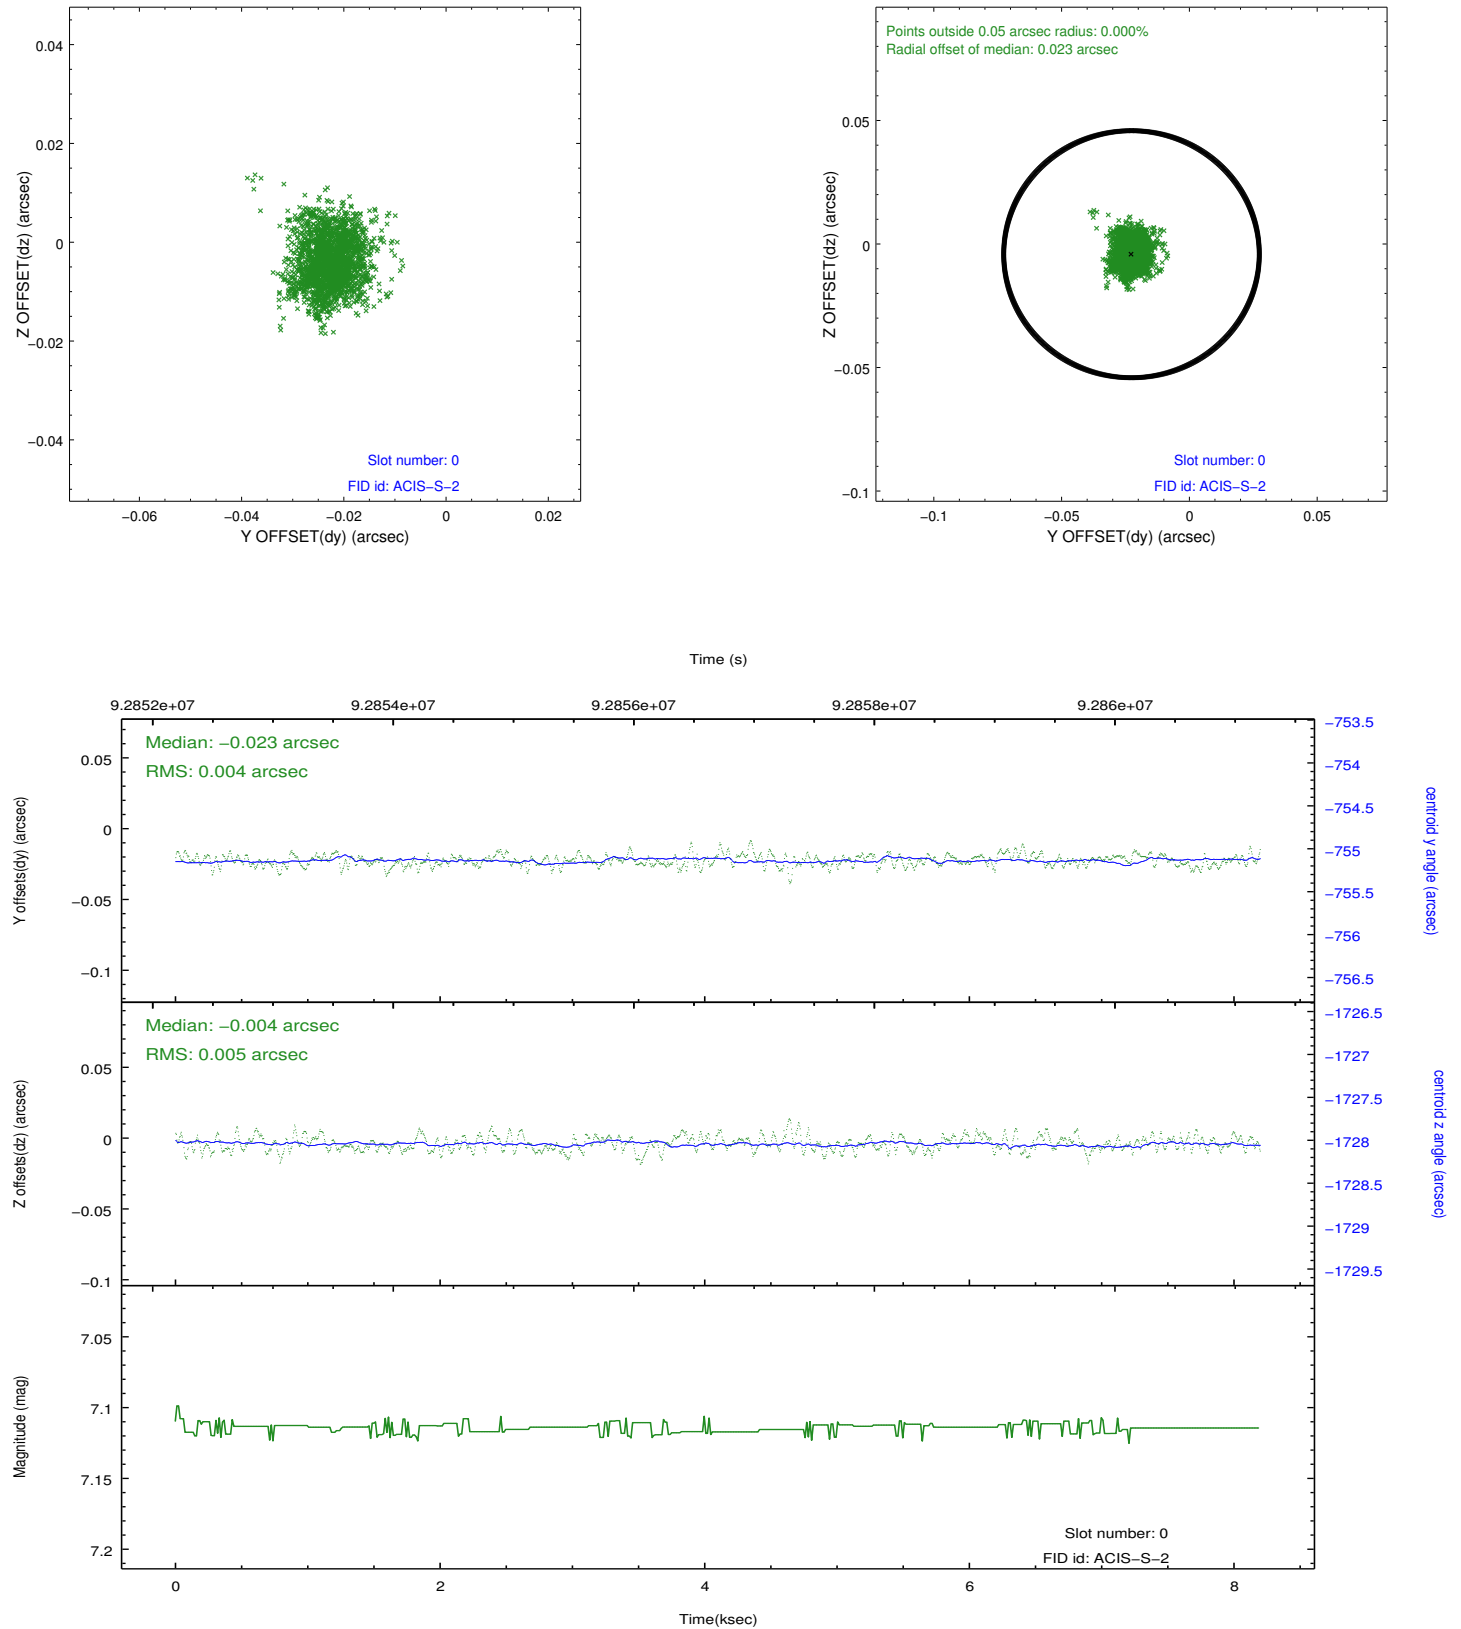 0.04
0.02
0
−0.02
−0.04
Z OFFSET(dz) (arcsec)
Slot number: 0
FID id: ACIS−S−2
−0.06
−0.04
−0.02
0
0.02
Y OFFSET(dy) (arcsec)
Points outside 0.05 arcsec radius: 0.000%
Radial offset of median: 0.023 arcsec
0.05
0
−0.05
−0.1
Z OFFSET(dz) (arcsec)
Slot number: 0
FID id: ACIS−S−2
−0.1
−0.05
0
0.05
Y OFFSET(dy) (arcsec)
Time (s)
9.2852e+07
9.2854e+07
9.2856e+07
9.2858e+07
9.286e+07
Median: −0.023 arcsec
RMS: 0.004 arcsec
0.05
0
−0.05
−0.1
Y offsets(dy) (arcsec)
−753.5
−754
−754.5
−755
−755.5
−756
−756.5
centroid y angle (arcsec)
Median: −0.004 arcsec
RMS: 0.005 arcsec
0.05
0
−0.05
−0.1
Z offsets(dz) (arcsec)
−1726.5
−1727
−1727.5
−1728
−1728.5
−1729
−1729.5
centroid z angle (arcsec)
7.05
7.1
7.15
7.2
Magnitude (mag)
Slot number: 0
FID id: ACIS−S−2
0
2
4
6
8
Time(ksec)